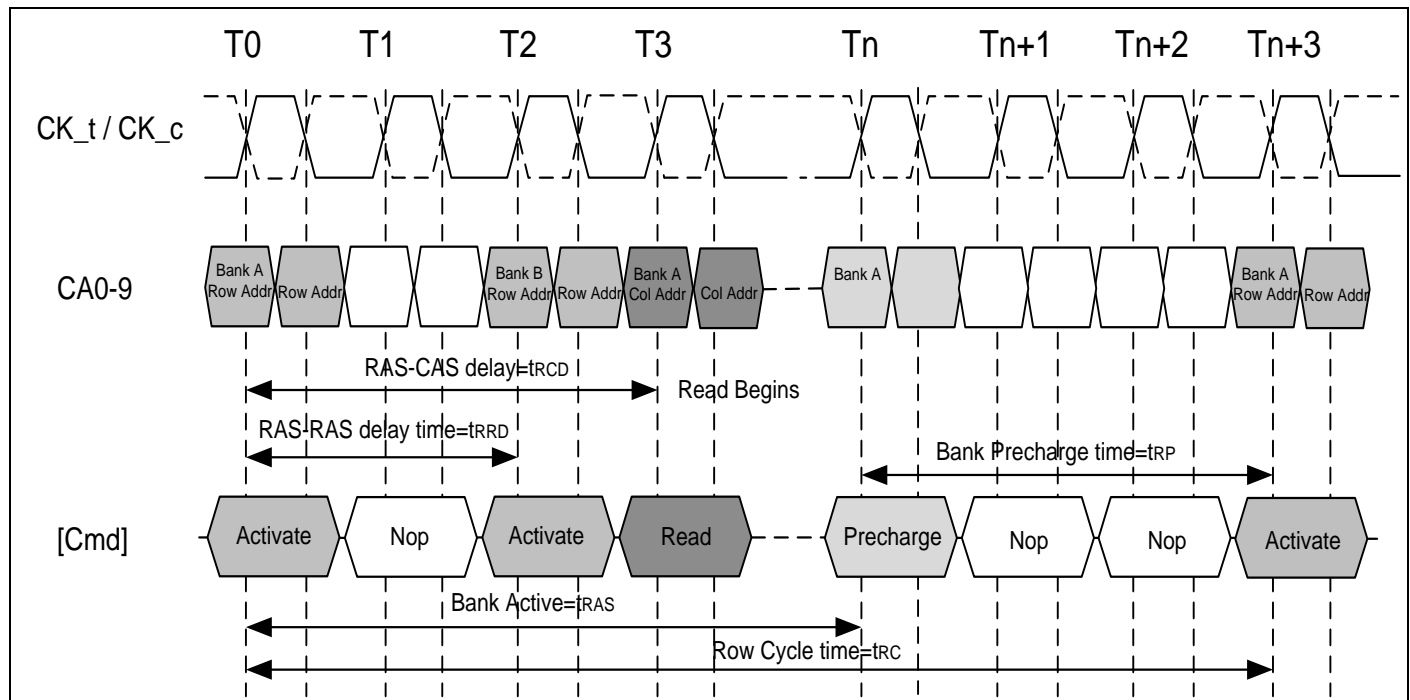 T0 T1 T2 T3 Tn Tn+1 Tn+2 Tn+3
CK_t / CK_c
CA0-9
Bank A
Row Addr
Row Addr
Bank B
Row Addr
Row Addr
Bank A
Col Addr
Col Addr
Bank A
Bank A
Row Addr
Row Addr
RAS-CAS delay=tRCD
Read Begins
RAS-RAS delay time=tRRD
Bank Precharge time=tRP
[Cmd]
Activate Nop Activate Read Precharge Nop Nop Activate
Bank Active=tRAS
Row Cycle time=tRC